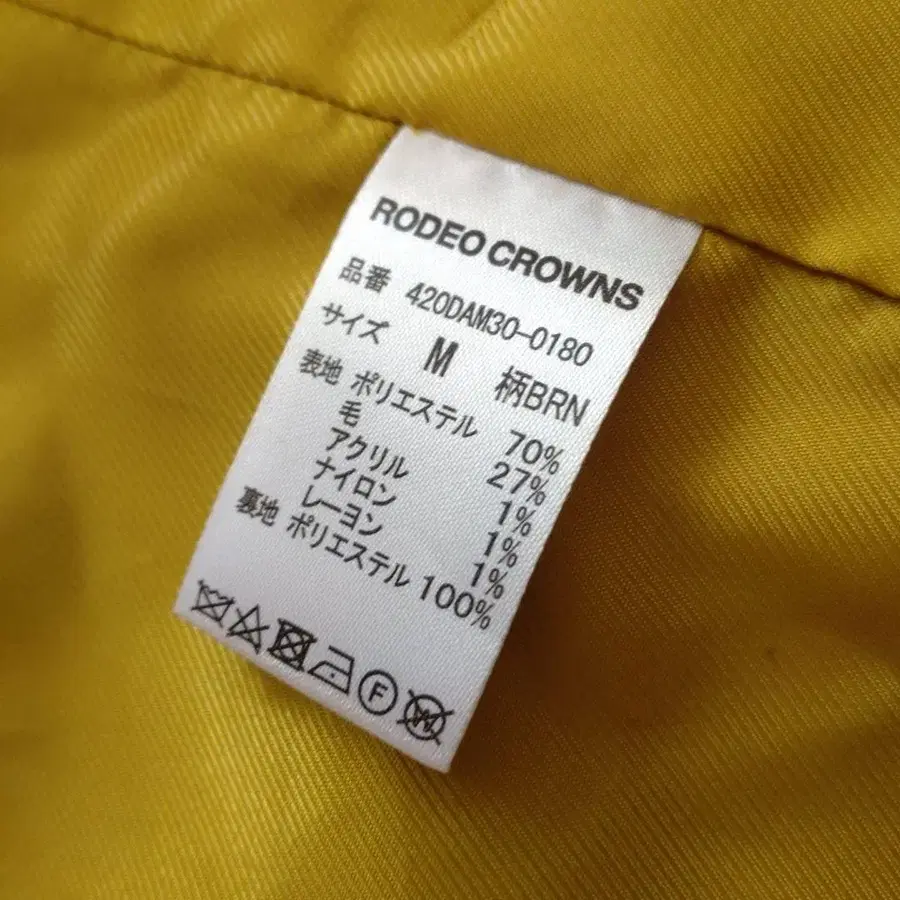 RODEO CROWNS
品番 420DAM30-0180
サイズ M 柄BRN
表地 ポリエステル 70%
毛 27%
アクリル 1%
ナイロン 1%
レーヨン 1%
裏地 ポリエステル 100%
F W